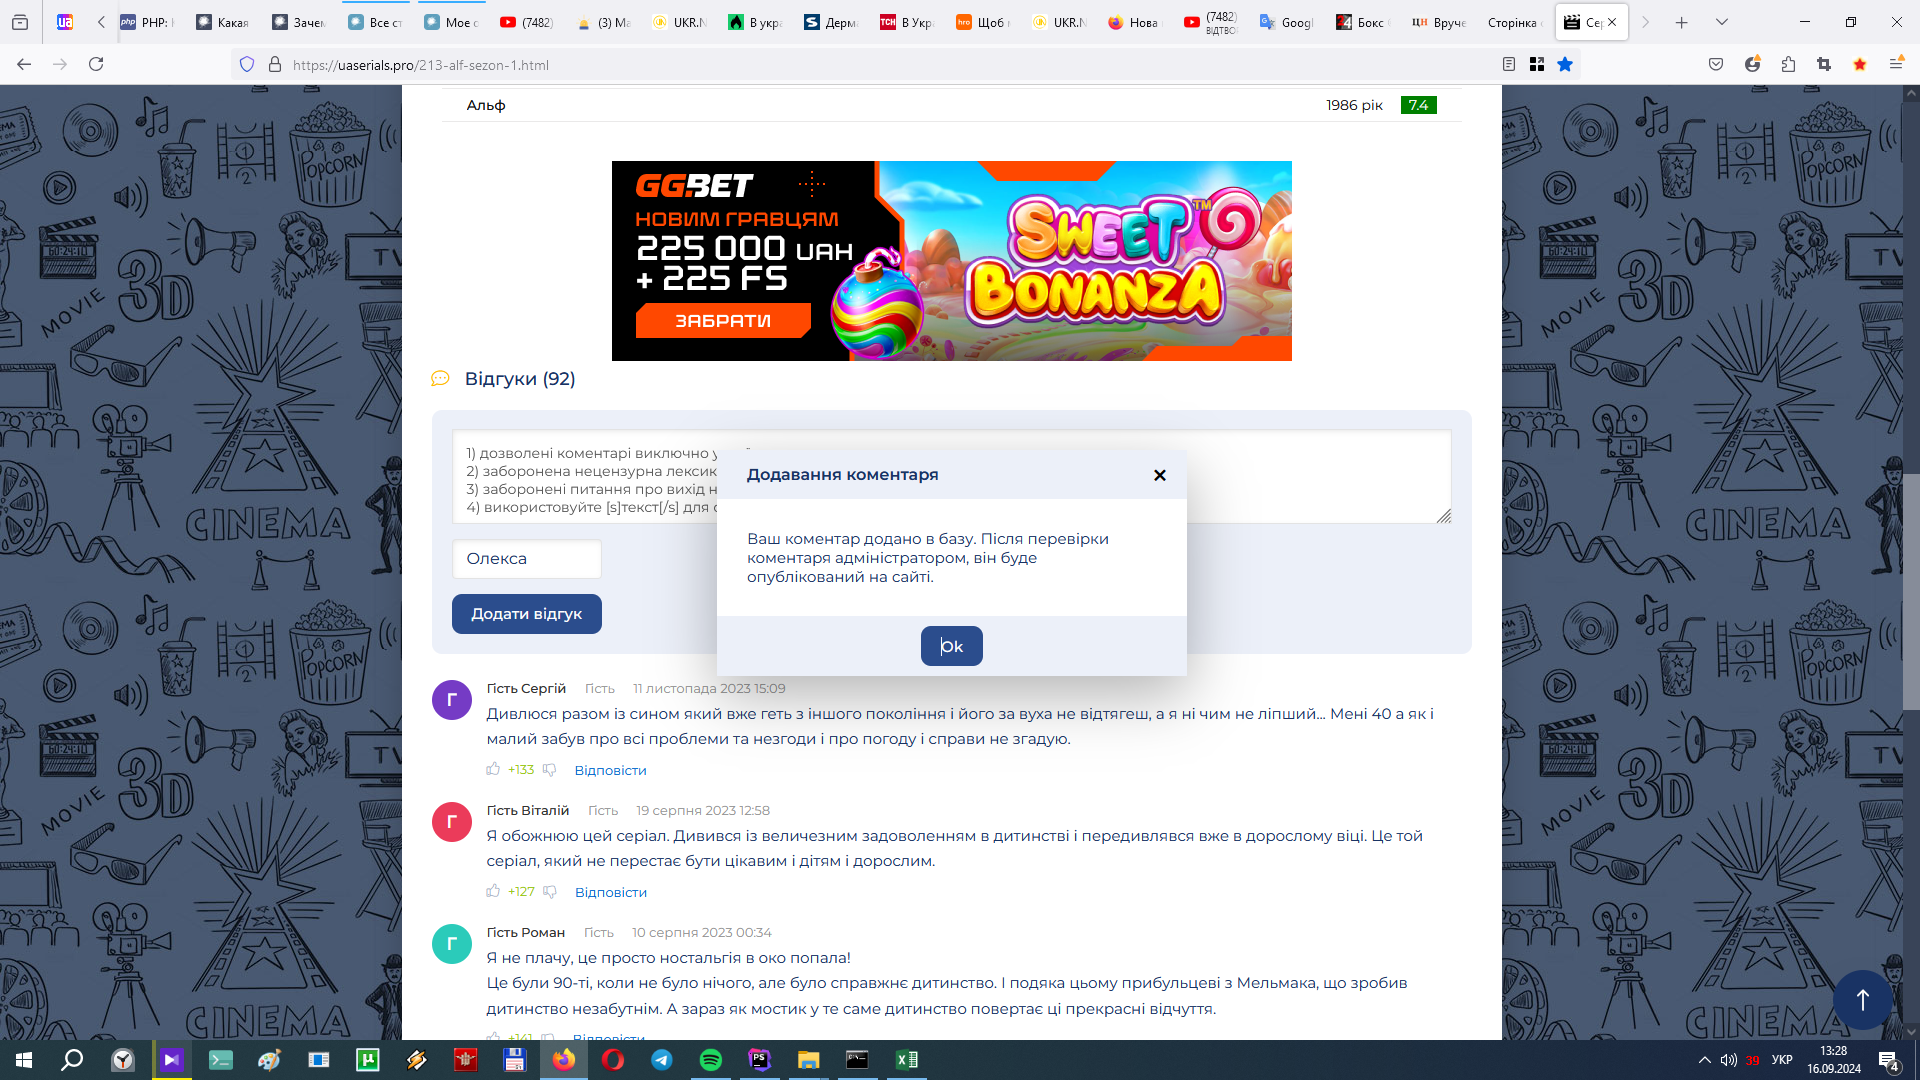 PHP: 
Какая
Зачем
Все ст
Мое о
(7482)
(3) Ма
UKR.N
В укра
Дерма
В Укра
Щоб 
UKR.N
Нова
(7482)
ВІДТВО
Googl
Бокс
Вруче
Сторінка
Сер
https://uaserials.pro/213-alf-sezon-1.html
Альф
1986 рік
7.4
GG.BET
НОВИМ ГРАВЦЯМ
225 000 UAH
+ 225 FS
ЗАБРАТИ
SWEET TM
BONANZA
Відгуки (92)
1) дозволені коментарі виключно
2) заборонена нецензурна лексик
3) заборонені питання про вихід н
4) використовуйте [s]текст[/s] для
Додавання коментаря
Ваш коментар додано в базу. Після перевірки
коментаря адміністратором, він буде
опублікований на сайті.
Ok
Олекса
Додати відгук
Г
Гість Сергій Гість 11 листопада 2023 15:09
Дивлюся разом із сином який вже геть з іншого покоління і його за вуха не відтягеш, а я ні чим не ліпший... Мені 40 а як і
малий забув про всі проблеми та незгоди і про погоду і справи не згадую.
+133 Відповісти
Г
Гість Віталій Гість 19 серпня 2023 12:58
Я обожнюю цей серіал. Дивився із величезним задоволенням в дитинстві і передивлявся вже в дорослому віці. Це той
серіал, який не перестає бути цікавим і дітям і дорослим.
+127 Відповісти
Г
Гість Роман Гість 10 серпня 2023 00:34
Я не плачу, це просто ностальгія в око попала!
Це були 90-ті, коли не було нічого, але було справжнє дитинство. І подяка цьому прибульцеві з Мельмака, що зробив
дитинство незабутнім. А зараз як мостик у те саме дитинство повертає ці прекрасні відчуття.
+141 Відповісти
POPCORN
MOVIE
3D
CINEMA
TV
39
УКР
13:28
16.09.2024
4